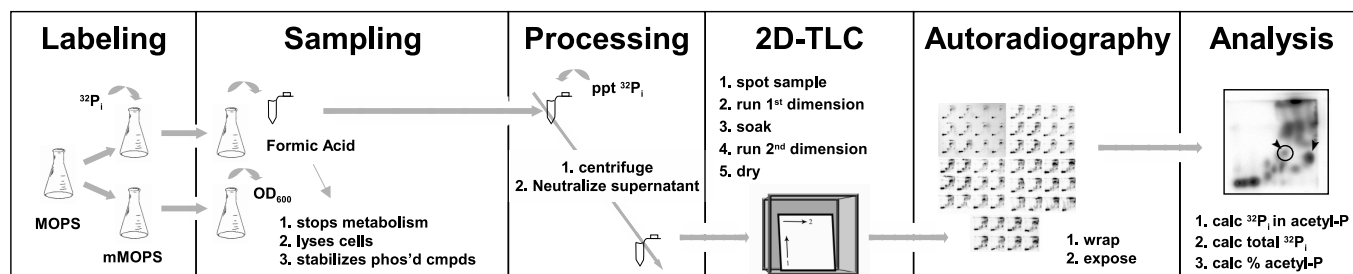 Labeling
³²Pᵢ
MOPS
mMOPS
Sampling
Formic Acid
OD₆₀₀
1. stops metabolism
2. lyses cells
3. stabilizes phos'd cmpds
Processing
ppt ³²Pᵢ
1. centrifuge
2. Neutralize supernatant
2D-TLC
1. spot sample
2. run 1ˢᵗ dimension
3. soak
4. run 2ⁿᵈ dimension
5. dry
2
1
Autoradiography
1. wrap
2. expose
Analysis
1. calc ³²Pᵢ in acetyl-P
2. calc total ³²Pᵢ
3. calc % acetyl-P